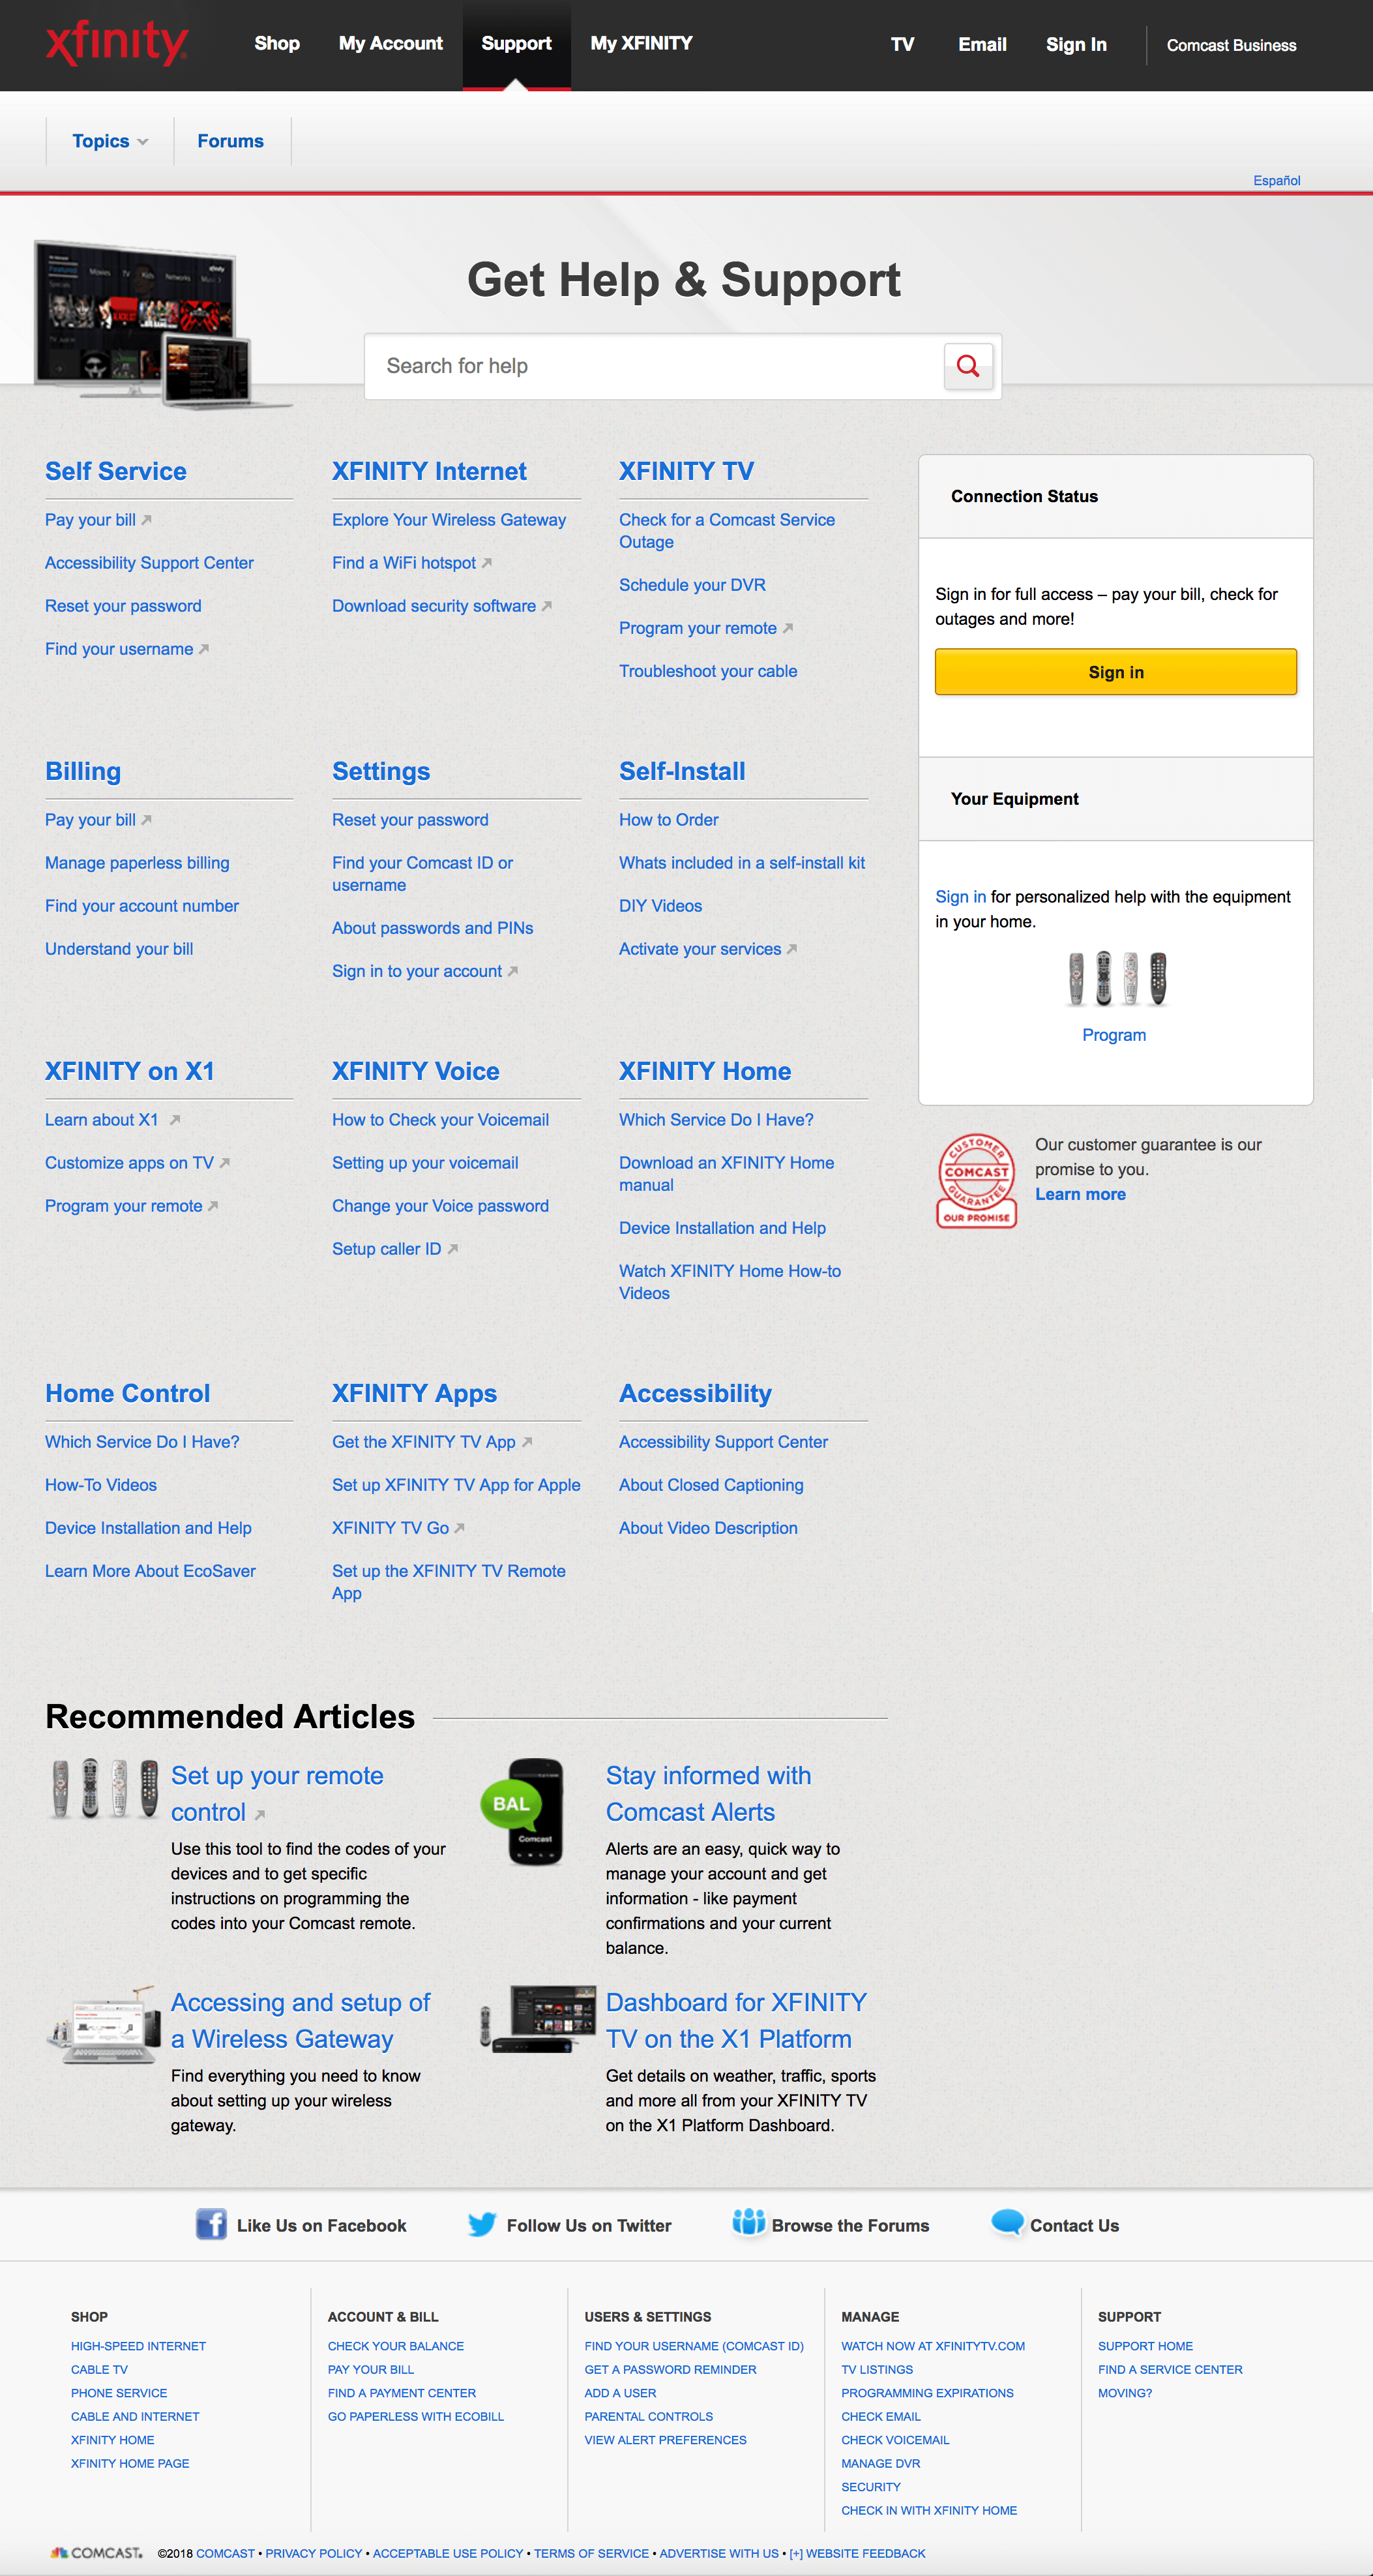 xfinity
Shop My Account Support My XFINITY TV Email Sign In Comcast Business
Topics Forums
Español
Get Help & Support
Search for help
Self Service
Pay your bill
Accessibility Support Center
Reset your password
Find your username
XFINITY Internet
Explore Your Wireless Gateway
Find a WiFi hotspot
Download security software
XFINITY TV
Check for a Comcast Service
Outage
Schedule your DVR
Program your remote
Troubleshoot your cable
Connection Status
Sign in for full access – pay your bill, check for
outages and more!
Sign in
Your Equipment
Sign in for personalized help with the equipment
in your home.
Program
CUSTOMER
COMCAST
GUARANTEE
OUR PROMISE
Our customer guarantee is our
promise to you.
Learn more
Billing
Pay your bill
Manage paperless billing
Find your account number
Understand your bill
Settings
Reset your password
Find your Comcast ID or
username
About passwords and PINs
Sign in to your account
Self-Install
How to Order
Whats included in a self-install kit
DIY Videos
Activate your services
XFINITY on X1
Learn about X1
Customize apps on TV
Program your remote
XFINITY Voice
How to Check your Voicemail
Setting up your voicemail
Change your Voice password
Setup caller ID
XFINITY Home
Which Service Do I Have?
Download an XFINITY Home
manual
Device Installation and Help
Watch XFINITY Home How-to
Videos
Home Control
Which Service Do I Have?
How-To Videos
Device Installation and Help
Learn More About EcoSaver
XFINITY Apps
Get the XFINITY TV App
Set up XFINITY TV App for Apple
XFINITY TV Go
Set up the XFINITY TV Remote
App
Accessibility
Accessibility Support Center
About Closed Captioning
About Video Description
Recommended Articles
Set up your remote
control
Use this tool to find the codes of your
devices and to get specific
instructions on programming the
codes into your Comcast remote.
BAL
Comcast
Stay informed with
Comcast Alerts
Alerts are an easy, quick way to
manage your account and get
information - like payment
confirmations and your current
balance.
Accessing and setup of
a Wireless Gateway
Find everything you need to know
about setting up your wireless
gateway.
Dashboard for XFINITY
TV on the X1 Platform
Get details on weather, traffic, sports
and more all from your XFINITY TV
on the X1 Platform Dashboard.
Like Us on Facebook Follow Us on Twitter Browse the Forums Contact Us
SHOP
HIGH-SPEED INTERNET
CABLE TV
PHONE SERVICE
CABLE AND INTERNET
XFINITY HOME
XFINITY HOME PAGE
ACCOUNT & BILL
CHECK YOUR BALANCE
PAY YOUR BILL
FIND A PAYMENT CENTER
GO PAPERLESS WITH ECOBILL
USERS & SETTINGS
FIND YOUR USERNAME (COMCAST ID)
GET A PASSWORD REMINDER
ADD A USER
PARENTAL CONTROLS
VIEW ALERT PREFERENCES
MANAGE
WATCH NOW AT XFINITYTV.COM
TV LISTINGS
PROGRAMMING EXPIRATIONS
CHECK EMAIL
CHECK VOICEMAIL
MANAGE DVR
SECURITY
CHECK IN WITH XFINITY HOME
SUPPORT
SUPPORT HOME
FIND A SERVICE CENTER
MOVING?
COMCAST. ©2018 COMCAST • PRIVACY POLICY • ACCEPTABLE USE POLICY • TERMS OF SERVICE • ADVERTISE WITH US • [+] WEBSITE FEEDBACK